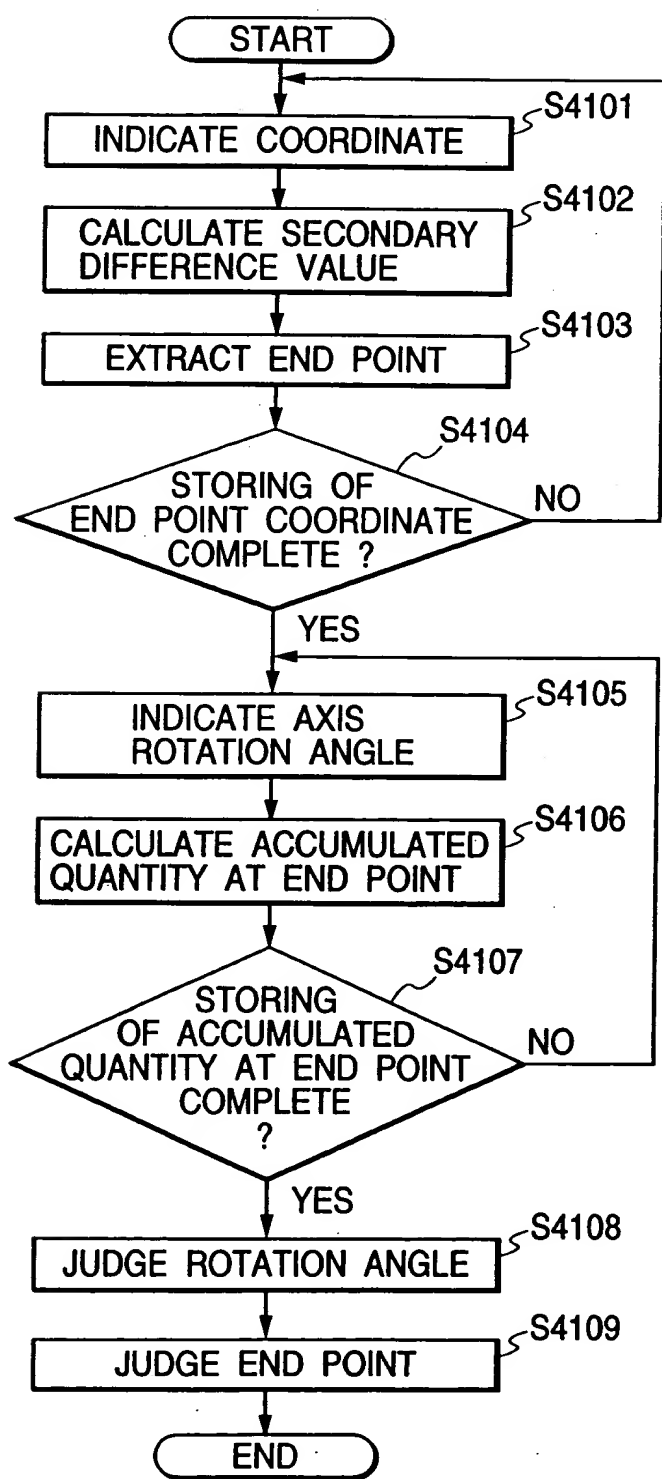 START
S4101
INDICATE COORDINATE
S4102
CALCULATE SECONDARY
DIFFERENCE VALUE
S4103
EXTRACT END POINT
S4104
STORING OF
END POINT COORDINATE
COMPLETE ?
NO
YES
S4105
INDICATE AXIS
ROTATION ANGLE
S4106
CALCULATE ACCUMULATED
QUANTITY AT END POINT
S4107
STORING
OF ACCUMULATED
QUANTITY AT END POINT
COMPLETE
?
NO
YES
S4108
JUDGE ROTATION ANGLE
S4109
JUDGE END POINT
END